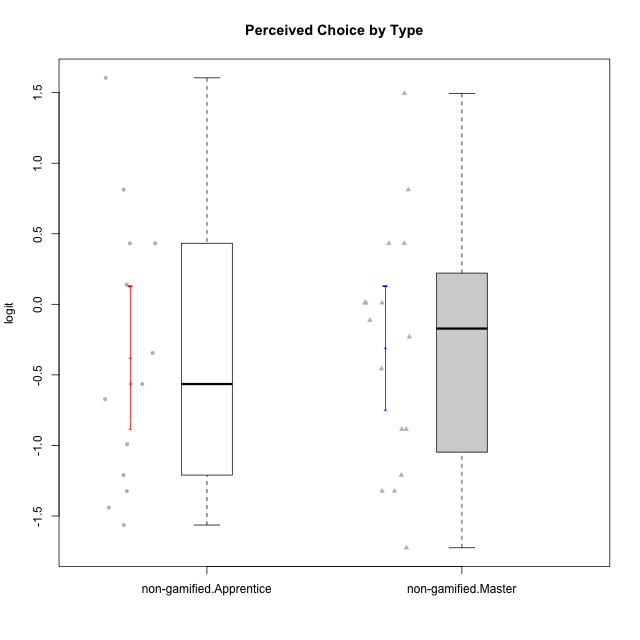 Perceived Choice by Type
logit
1.5
1.0
0.5
0.0
-0.5
-1.0
-1.5
non-gamified.Apprentice
non-gamified.Master